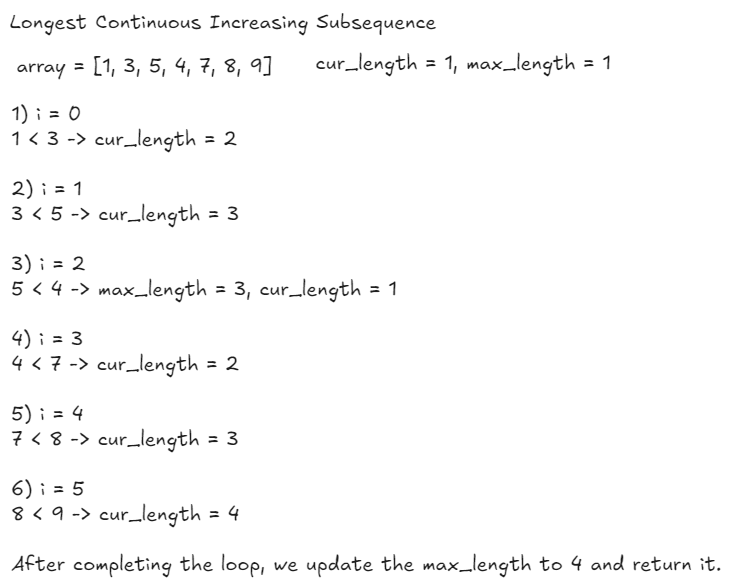 Longest Continuous Increasing Subsequence
array = [1, 3, 5, 4, 7, 8, 9] cur_length = 1, max_length = 1
1) i = 0
1 < 3 -> cur_length = 2
2) i = 1
3 < 5 -> cur_length = 3
3) i = 2
5 < 4 -> max_length = 3, cur_length = 1
4) i = 3
4 < 7 -> cur_length = 2
5) i = 4
7 < 8 -> cur_length = 3
6) i = 5
8 < 9 -> cur_length = 4
After completing the loop, we update the max_length to 4 and return it.